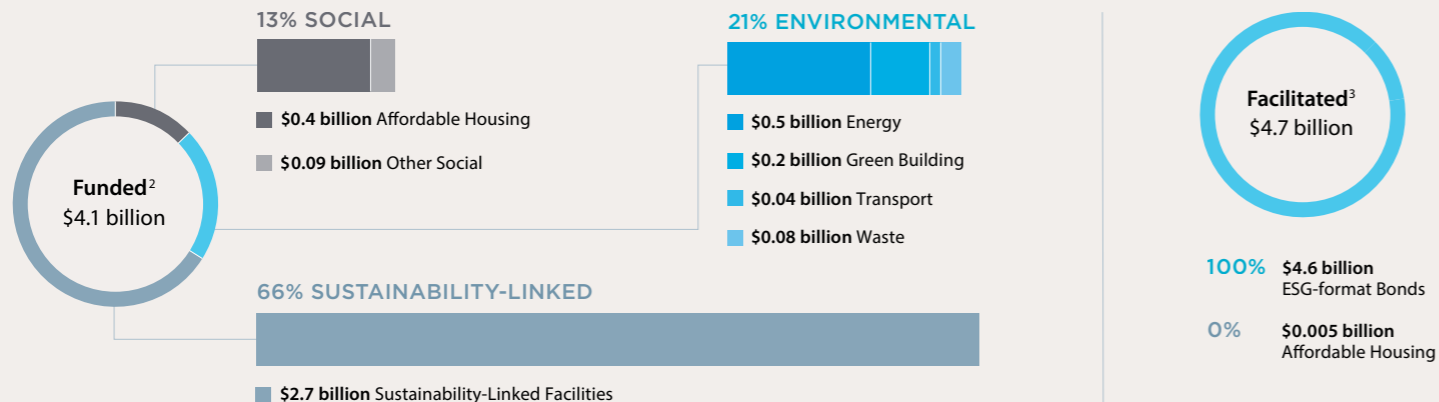 Funded2
$4.1 billion
13% SOCIAL
$0.4 billion Affordable Housing
$0.09 billion Other Social
21% ENVIRONMENTAL
$0.5 billion Energy
$0.2 billion Green Building
$0.04 billion Transport
$0.08 billion Waste
66% SUSTAINABILITY-LINKED
$2.7 billion Sustainability-Linked Facilities
Facilitated3
$4.7 billion
100% $4.6 billion
ESG-format Bonds
0% $0.005 billion
Affordable Housing